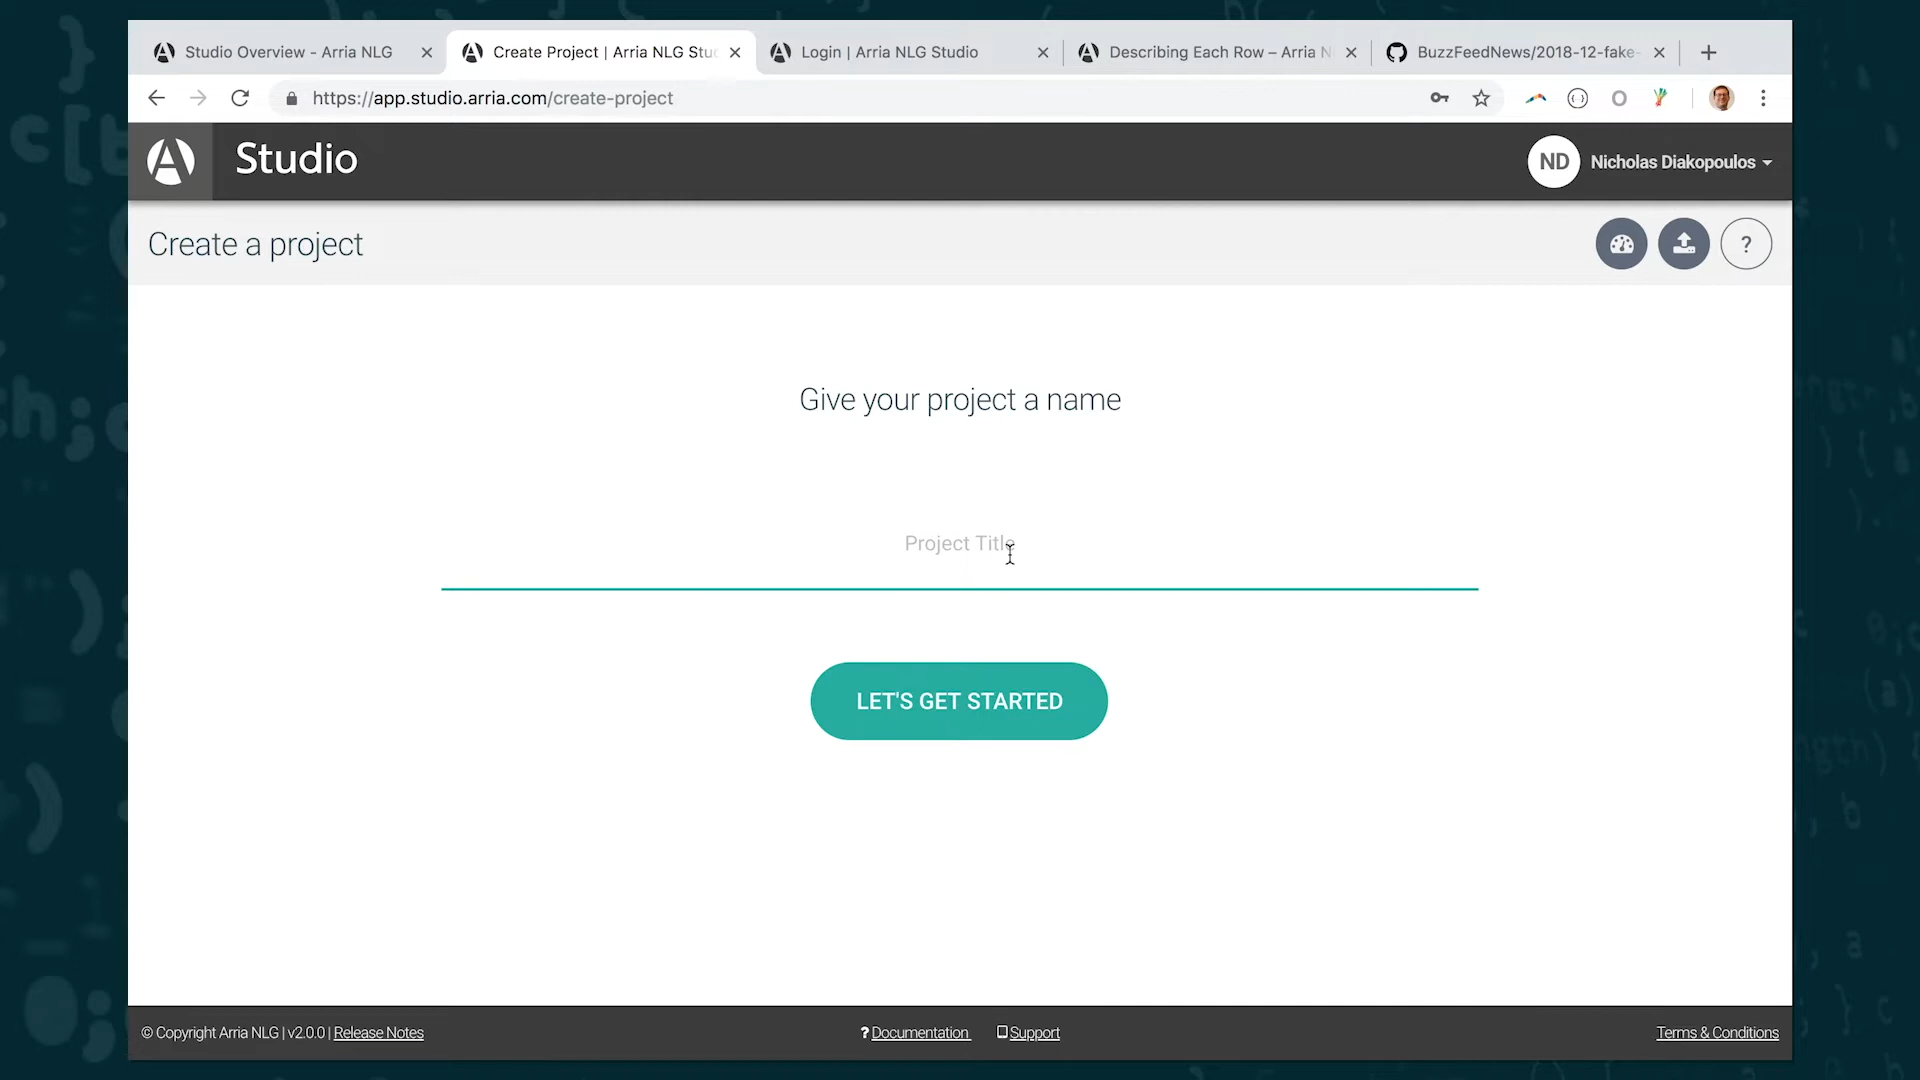 Studio Overview - Arria NLG
Create Project | Arria NLG Stu
Login | Arria NLG Studio
Describing Each Row – Arria N
BuzzFeedNews/2018-12-fake-
https://app.studio.arria.com/create-project
Studio
ND
Nicholas Diakopoulos
Create a project
?
Give your project a name
Project Title
LET'S GET STARTED
© Copyright Arria NLG | v2.0.0 | Release Notes
? Documentation
Support
Terms & Conditions